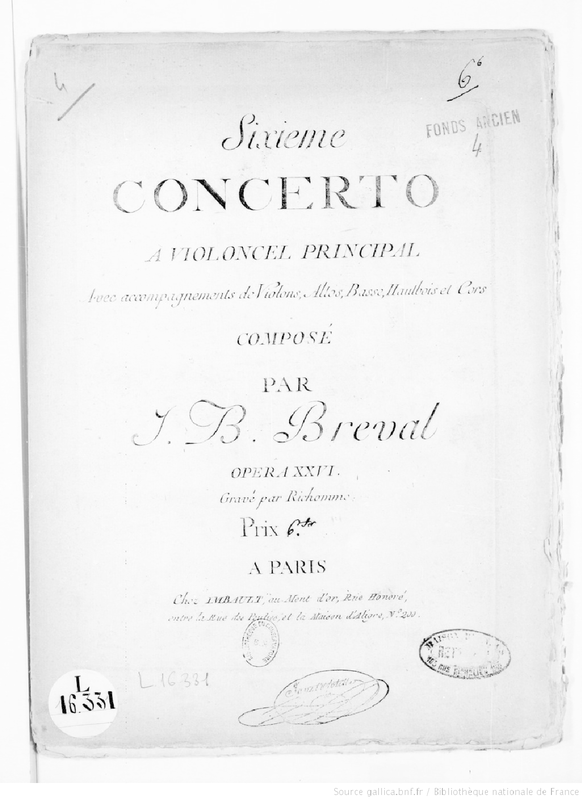 4
6º
FONDS ANCIEN
4
Sixieme
CONCERTO
A VIOLONCEL PRINCIPAL
Avec accompagnements de Violons, Altos, Basse, Hautbois et Cors
COMPOSÉ
PAR
J. B. Breval
OPERA XXVI.
Gravé par Richomme.
Prix 6.
A PARIS
Chez IMBAULT, au Mont d'or, Rue Honoré,
entre la Rue des Poulies, et la Maison d'Aligre, N.º 200.
L
16.331
L 16331
Source gallica.bnf.fr / Bibliothèque nationale de France